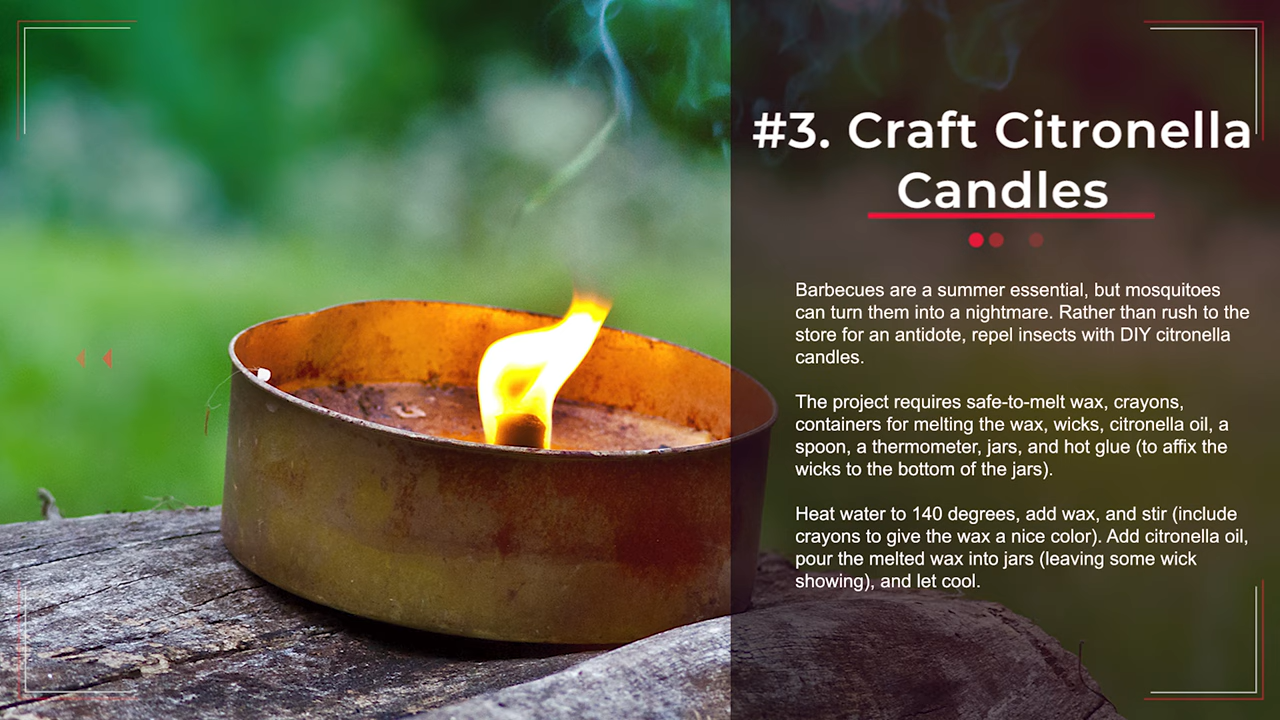 #3. Craft Citronella
Candles
Barbecues are a summer essential, but mosquitoes
can turn them into a nightmare. Rather than rush to the
store for an antidote, repel insects with DIY citronella
candles.
The project requires safe-to-melt wax, crayons,
containers for melting the wax, wicks, citronella oil, a
spoon, a thermometer, jars, and hot glue (to affix the
wicks to the bottom of the jars).
Heat water to 140 degrees, add wax, and stir (include
crayons to give the wax a nice color). Add citronella oil,
pour the melted wax into jars (leaving some wick
showing), and let cool.